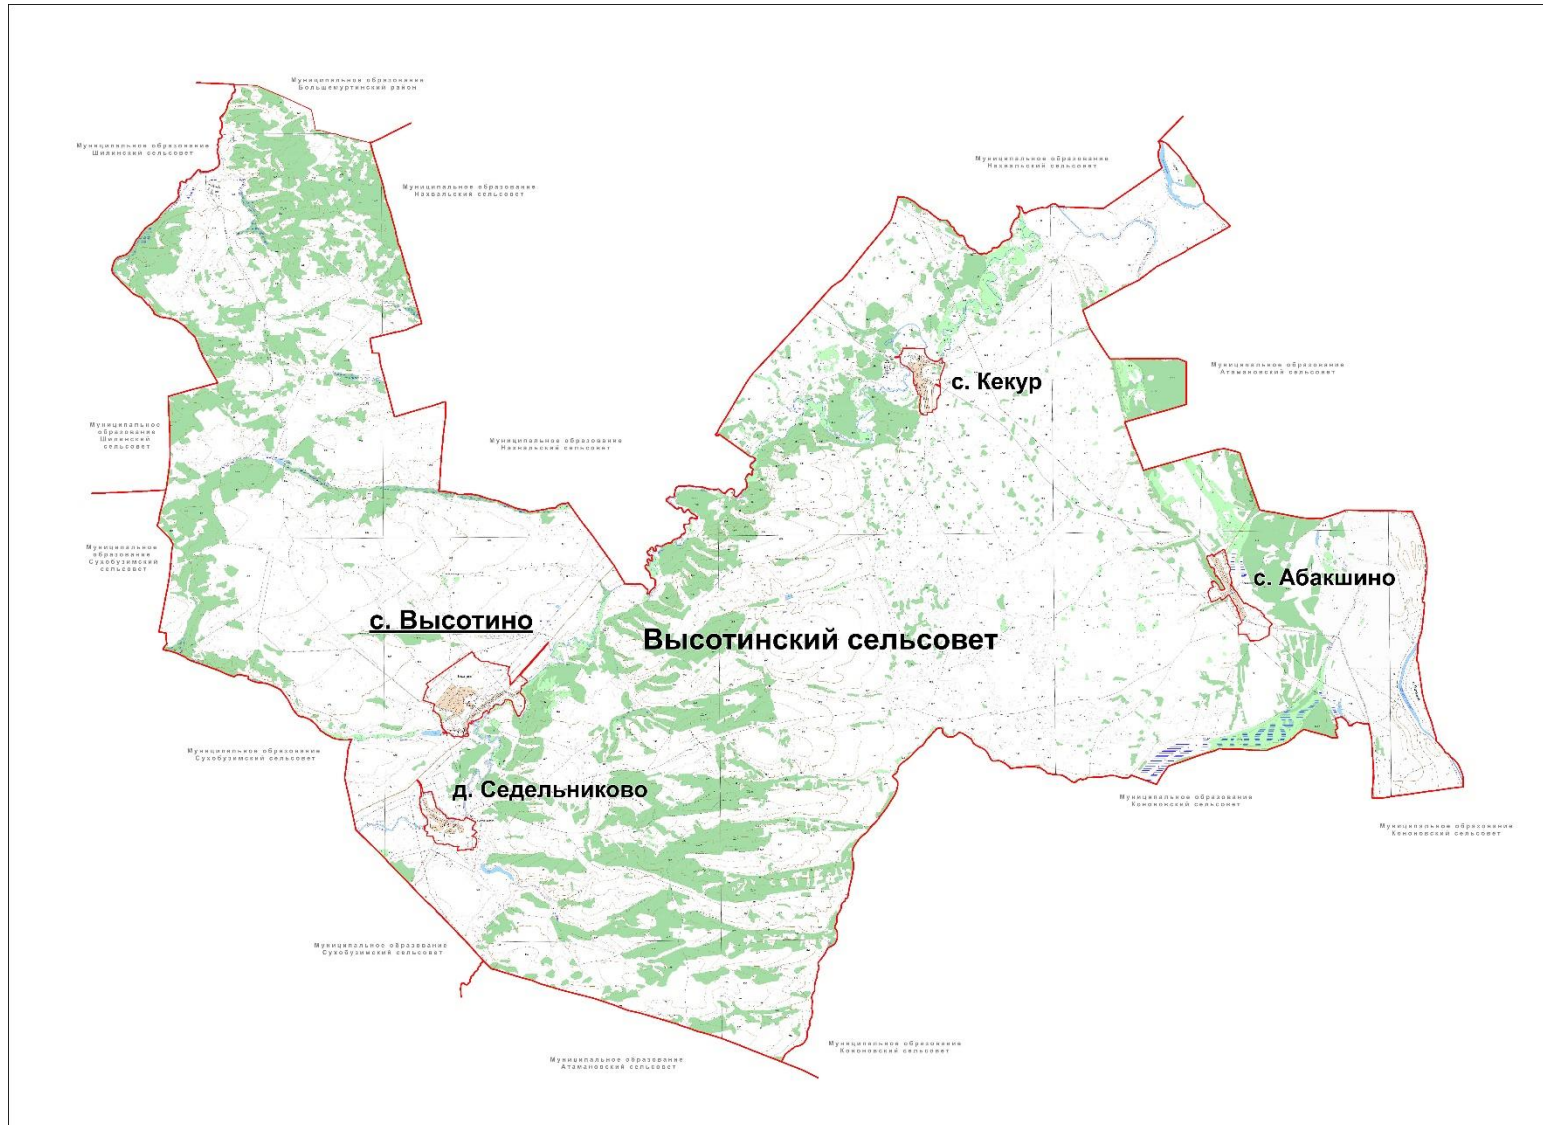 Муниципальное образование
Большемуртинский район
Муниципальное образование
Шилинский сельсовет
Муниципальное образование
Нахвальский сельсовет
Муниципальное образование
Нахвальский сельсовет
с. Кекур
Муниципальное образование
Атамановский сельсовет
Муниципальное
образование
Шилинский
сельсовет
Муниципальное образование
Нахвальский сельсовет
Муниципальное
образование
Сухобузимский
сельсовет
с. Абакшино
с. Высотино
Высотинский сельсовет
Муниципальное образование
Сухобузимский сельсовет
д. Седельниково
Муниципальное образование
Кононовский сельсовет
Муниципальное образование
Кононовский сельсовет
Муниципальное образование
Сухобузимский сельсовет
Муниципальное образование
Кононовский сельсовет
Муниципальное образование
Атамановский сельсовет